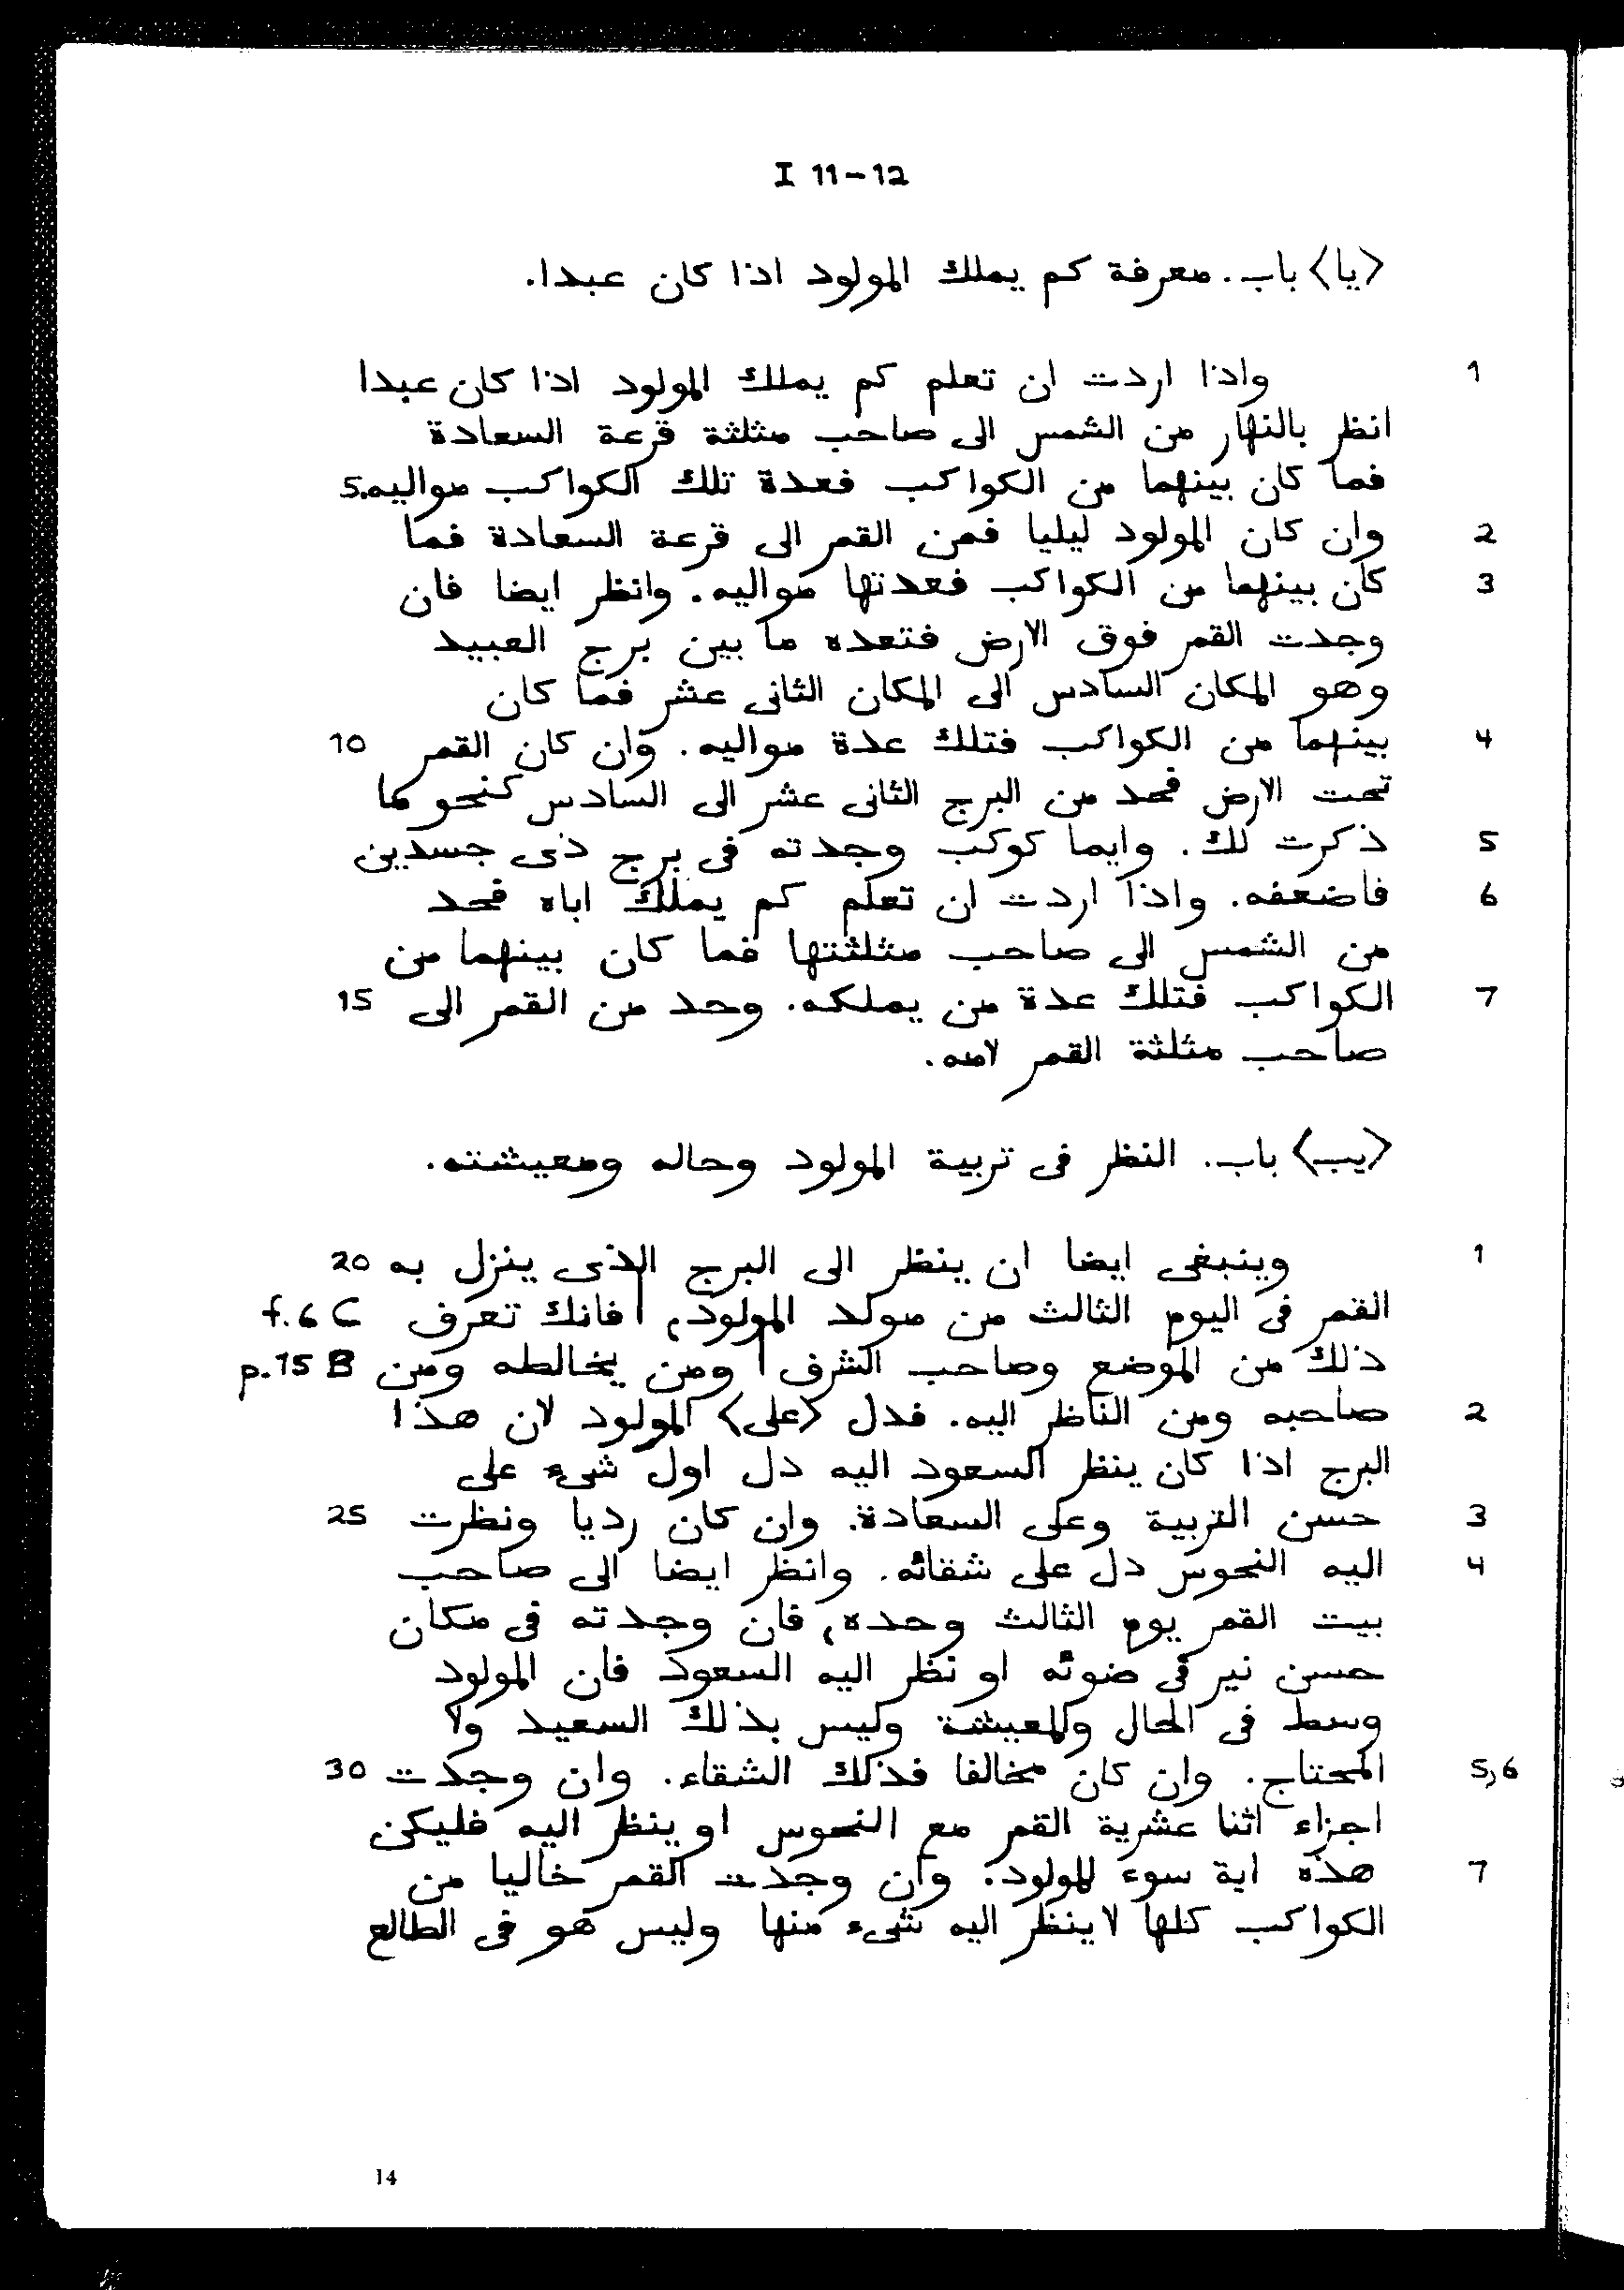 I 11-12
<يا> باب. معرفة كم يملك المولود اذا كان عبدا.
1 واذا اردت ان تعلم كم يملك المولود اذا كان عبدا
انظر بالنهار من الشمس الى صاحب مثلثة قرعة السعادة
فما كان بينهما من الكواكب فعدة تلك الكواكب مواليه. 5
2 وان كان المولود ليليا فمن القمر الى قرعة السعادة فما
3 كان بينهما من الكواكب فعدتها مواليه. وانظر ايضا فان
وجدت القمر فوق الارض فتعده ما بين برج العبيد
وهو المكان السادس الى المكان الثانى عشر فما كان
4 بينهما من الكواكب فتلك عدة مواليه. وان كان القمر 10
تحت الارض فحد من البرج الثانى عشر الى السادس كنحو ما
5 ذكرت لك. وايما كوكب وجدته فى برج ذى جسدين
6 فاضعفه. واذا اردت ان تعلم كم يملك اباه فحد
من الشمس الى صاحب مثلثتها فما كان بينهما من
7 الكواكب فتلك عدة من يملكه. وحد من القمر الى 15
صاحب مثلثة القمر لامه.
<يب> باب. النظر فى تربية المولود وحاله ومعيشته.
1 وينبغى ايضا ان ينظر الى البرج الذى ينزل به 20
القمر فى اليوم الثالث من مولد المولود، | فانك تعرف f.6 C
ذلك من الموضع وصاحب الشرف | ومن يخالطه ومن p.15 B
2 صاحبه ومن الناظر اليه. فدل <على> المولود لان هذا
البرج اذا كان ينظر السعود اليه دل اول شىء على
3 حسن التربية وعلى السعادة. وان كان رديا ونظرت 25
4 اليه النحوس دل على شقائه. وانظر ايضا الى صاحب
بيت القمر يوم الثالث وحده، فان وجدته فى مكان
حسن نير فى ضوئه او نظر اليه السعود فان المولود
وسط فى الحال والمعيشة وليس بذلك السعيد ولا
5,6 المحتاج. وان كان مخالفا فذلك الشقاء. وان وجدت 30
اجزاء اثنا عشرية القمر مع النحوس او ينظر اليه فليكن
7 هذه اية سوء للمولود. وان وجدت القمر خاليا من
الكواكب كلها لا ينظر اليه شىء منها وليس هو فى الطالع
14